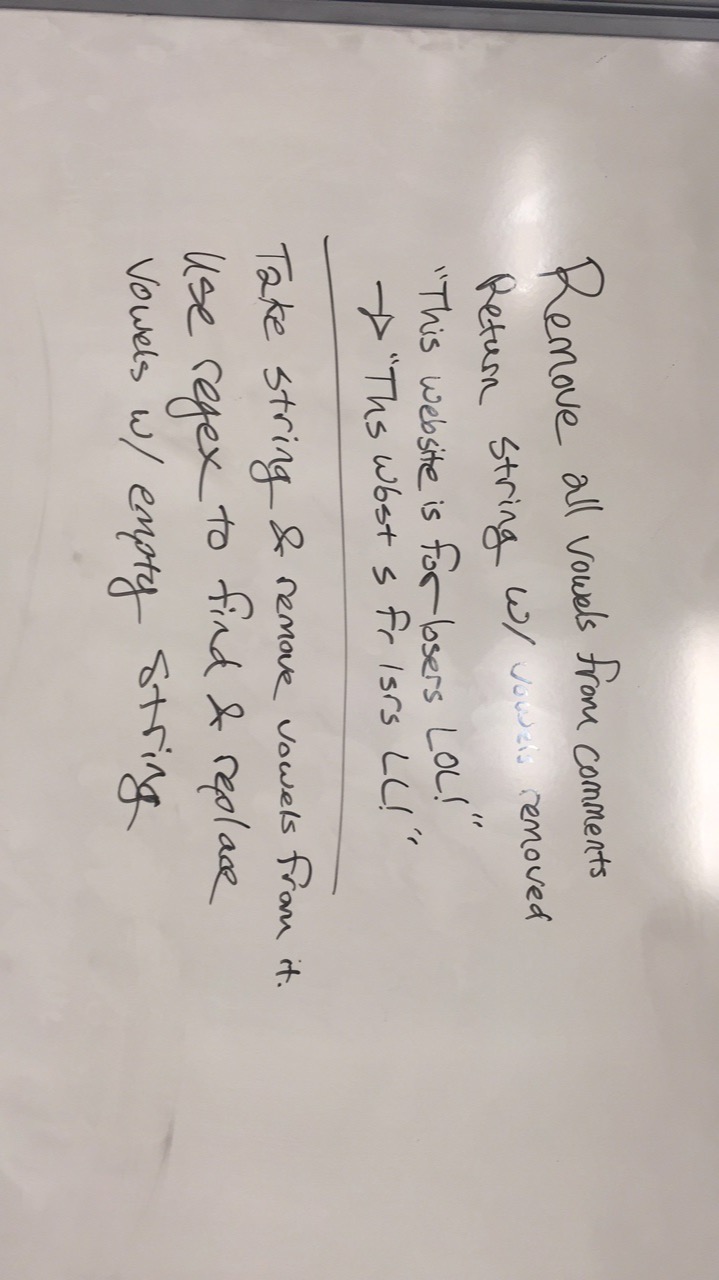 Remove all vowels from comments
Return string w/ vowels removed
"This website is for losers LOL!"
→ "Ths wbst s fr lsrs LL!"
Take string & remove vowels from it.
Use regex to find & replace
Vowels w/ empty string